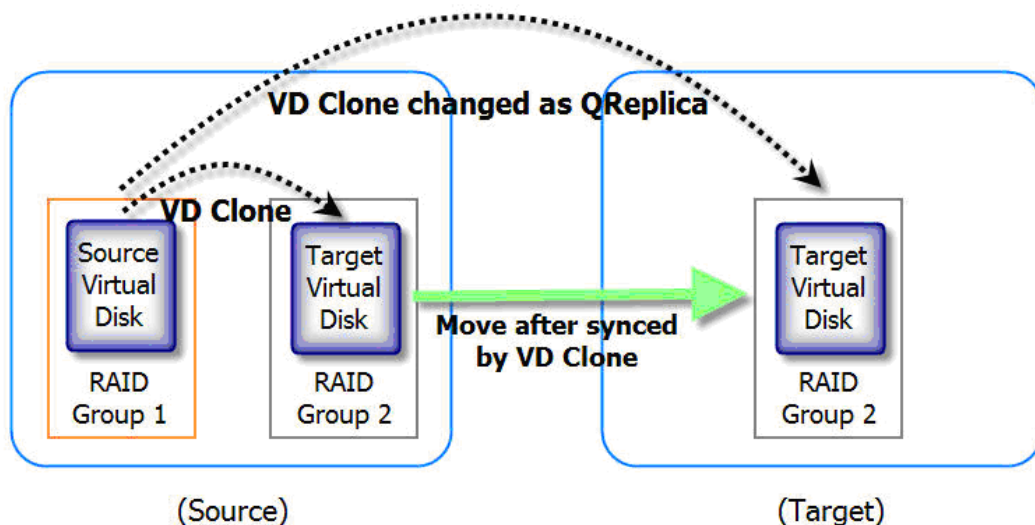 VD Clone changed as QReplica
VD Clone
Source
Virtual
Disk
RAID
Group 1
Target
Virtual
Disk
RAID
Group 2
Move after synced
by VD Clone
Target
Virtual
Disk
RAID
Group 2
(Source)
(Target)